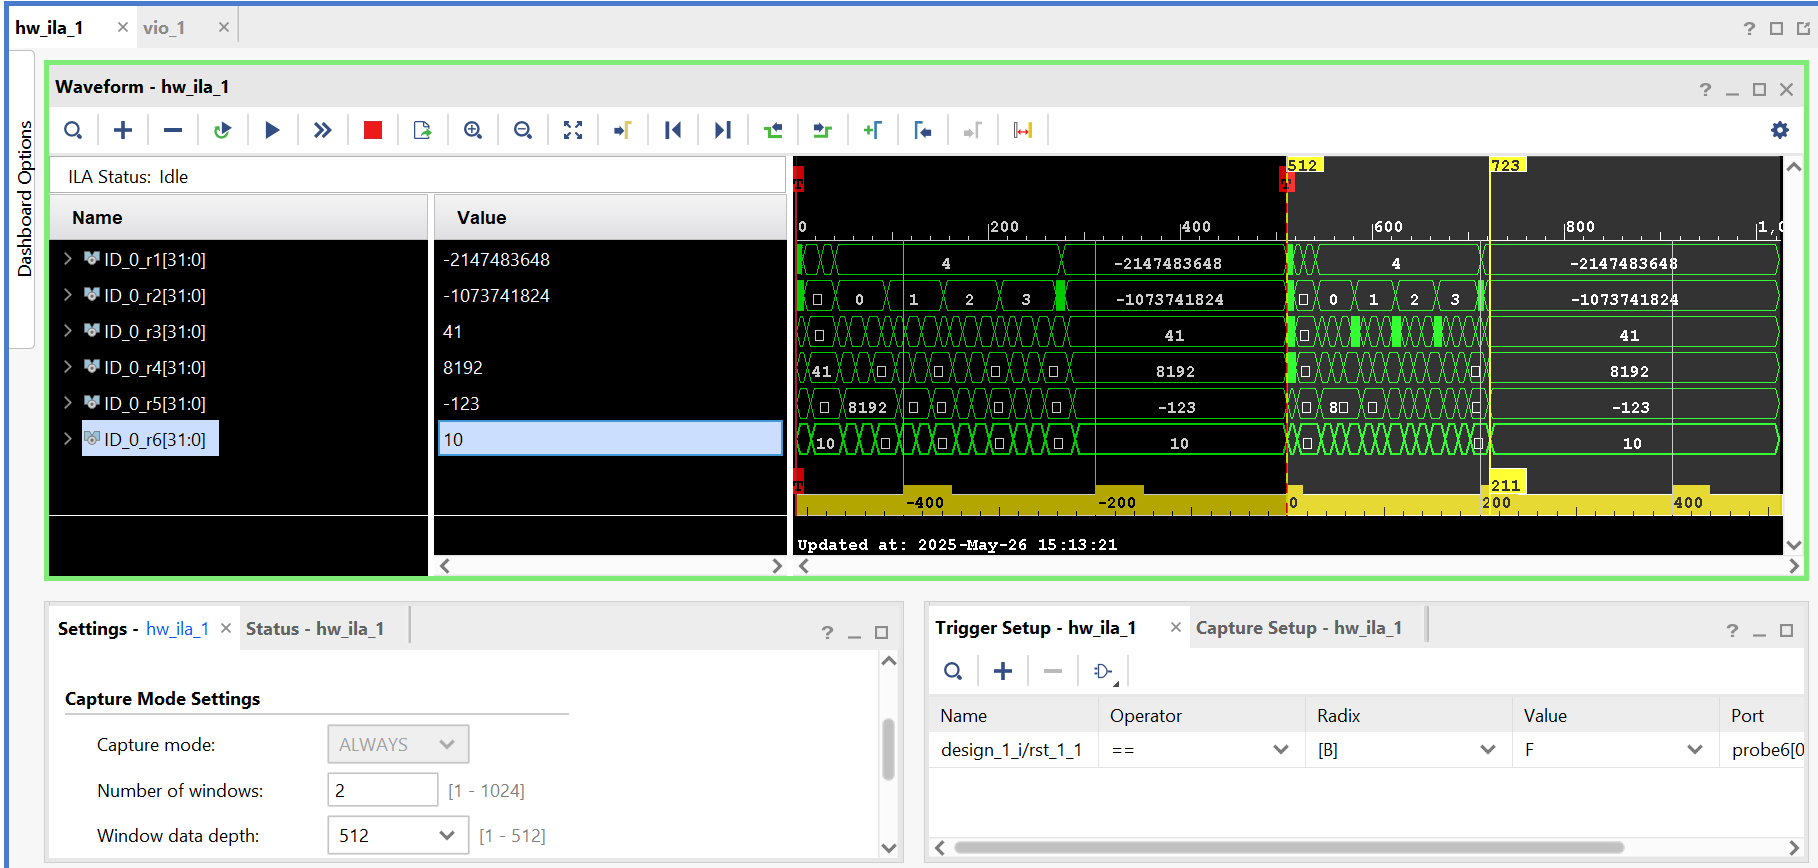 hw_ila_1
vio_1
Dashboard Options
Waveform - hw_ila_1
ILA Status: Idle
Name
Value
ID_0_r1[31:0]
-2147483648
ID_0_r2[31:0]
-1073741824
ID_0_r3[31:0]
41
ID_0_r4[31:0]
8192
ID_0_r5[31:0]
-123
ID_0_r6[31:0]
10
512 723
0 200 400 600 800 1,0
4 -2147483648 4 -2147483648
0 1 2 3 -1073741824 0 1 2 3 -1073741824
41 41
41 8192 8192
8192 -123 8 -123
10 10 10
211
-400 -200 0 200 400
Updated at: 2025-May-26 15:13:21
Settings - hw_ila_1
Status - hw_ila_1
Capture Mode Settings
Capture mode: ALWAYS
Number of windows: 2 [1 - 1024]
Window data depth: 512 [1 - 512]
Trigger Setup - hw_ila_1
Capture Setup - hw_ila_1
Name Operator Radix Value Port
design_1_i/rst_1_1 == [B] F probe6[0